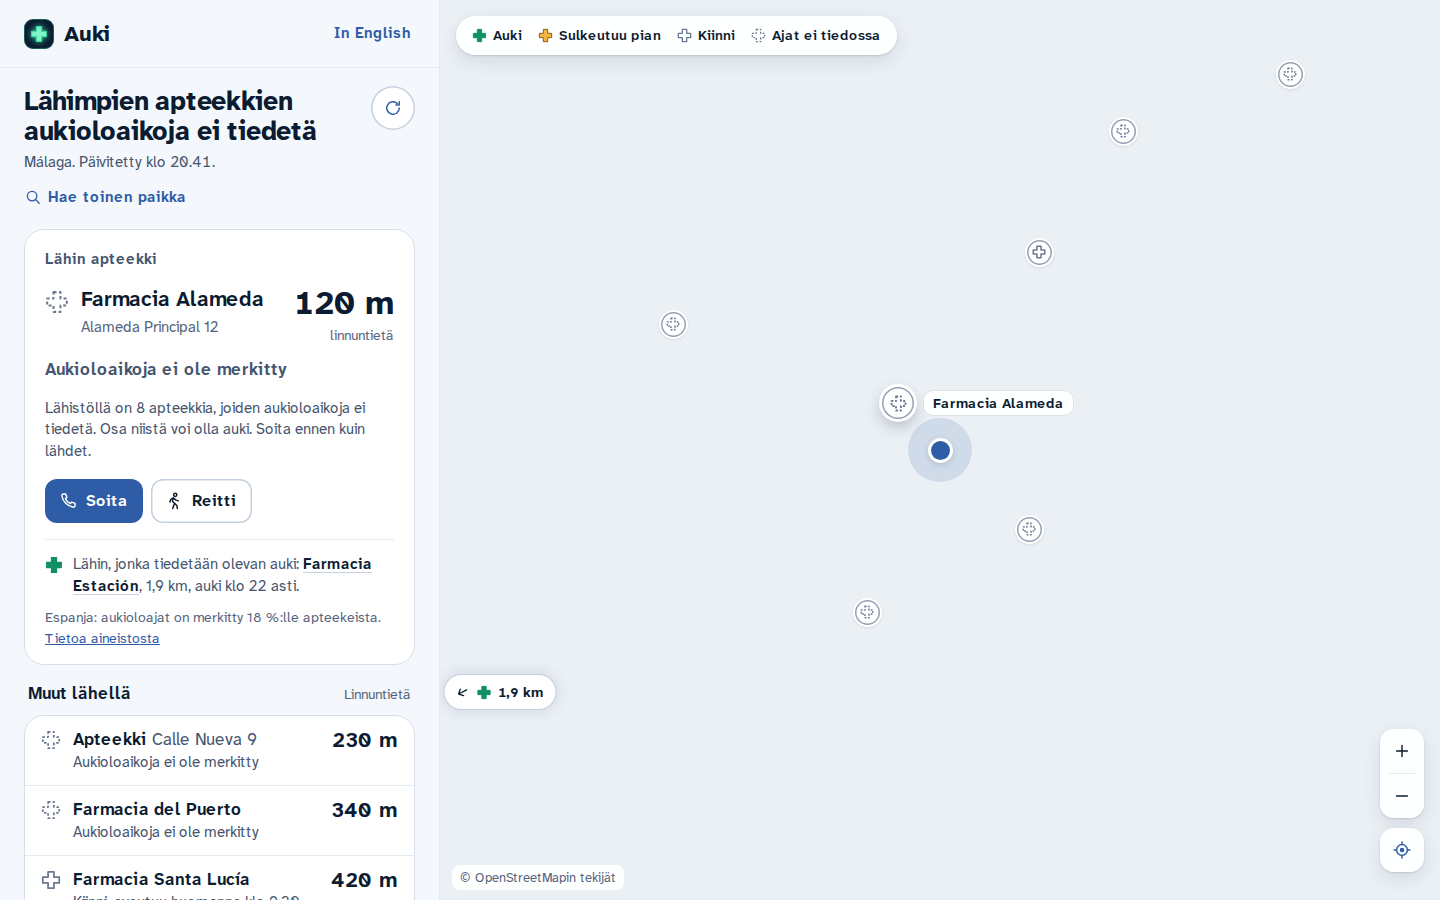 Auki
In English
Lähimpien apteekkien
aukioloaikoja ei tiedetä
Málaga. Päivitetty klo 20.41.
Hae toinen paikka
Lähin apteekki
Farmacia Alameda
120 m
Alameda Principal 12
linnuntietä
Aukioloaikoja ei ole merkitty
Lähistöllä on 8 apteekkia, joiden aukioloaikoja ei
tiedetä. Osa niistä voi olla auki. Soita ennen kuin
lähdet.
Soita
Reitti
Lähin, jonka tiedetään olevan auki: Farmacia
Estación, 1,9 km, auki klo 22 asti.
Espanja: aukioloajat on merkitty 18 %:lle apteekeista.
Tietoa aineistosta
Muut lähellä
Linnuntietä
Apteekki Calle Nueva 9
230 m
Aukioloaikoja ei ole merkitty
Farmacia del Puerto
340 m
Aukioloaikoja ei ole merkitty
Farmacia Santa Lucía
420 m
Auki
Sulkeutuu pian
Kiinni
Ajat ei tiedossa
Farmacia Alameda
1,9 km
© OpenStreetMapin tekijät